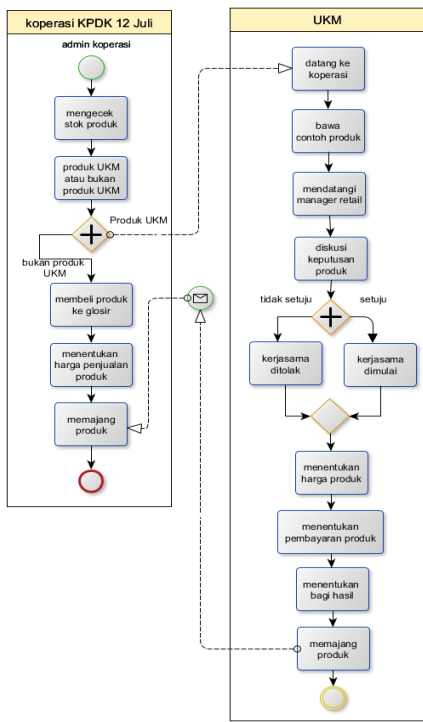 koperasi KPDK 12 Juli
admin koperasi
mengecek
stok produk
produk UKM
atau bukan
produk UKM
Produk UKM
bukan produk
UKM
membeli produk
ke glosir
menentukan
harga penjualan
produk
memajang
produk
UKM
datang ke
koperasi
bawa
contoh produk
mendatangi
manager retail
diskusi
keputusan
produk
tidak setuju
setuju
kerjasama
ditolak
kerjasama
dimulai
menentukan
harga produk
menentukan
pembayaran produk
menentukan
bagi hasil
memajang
produk